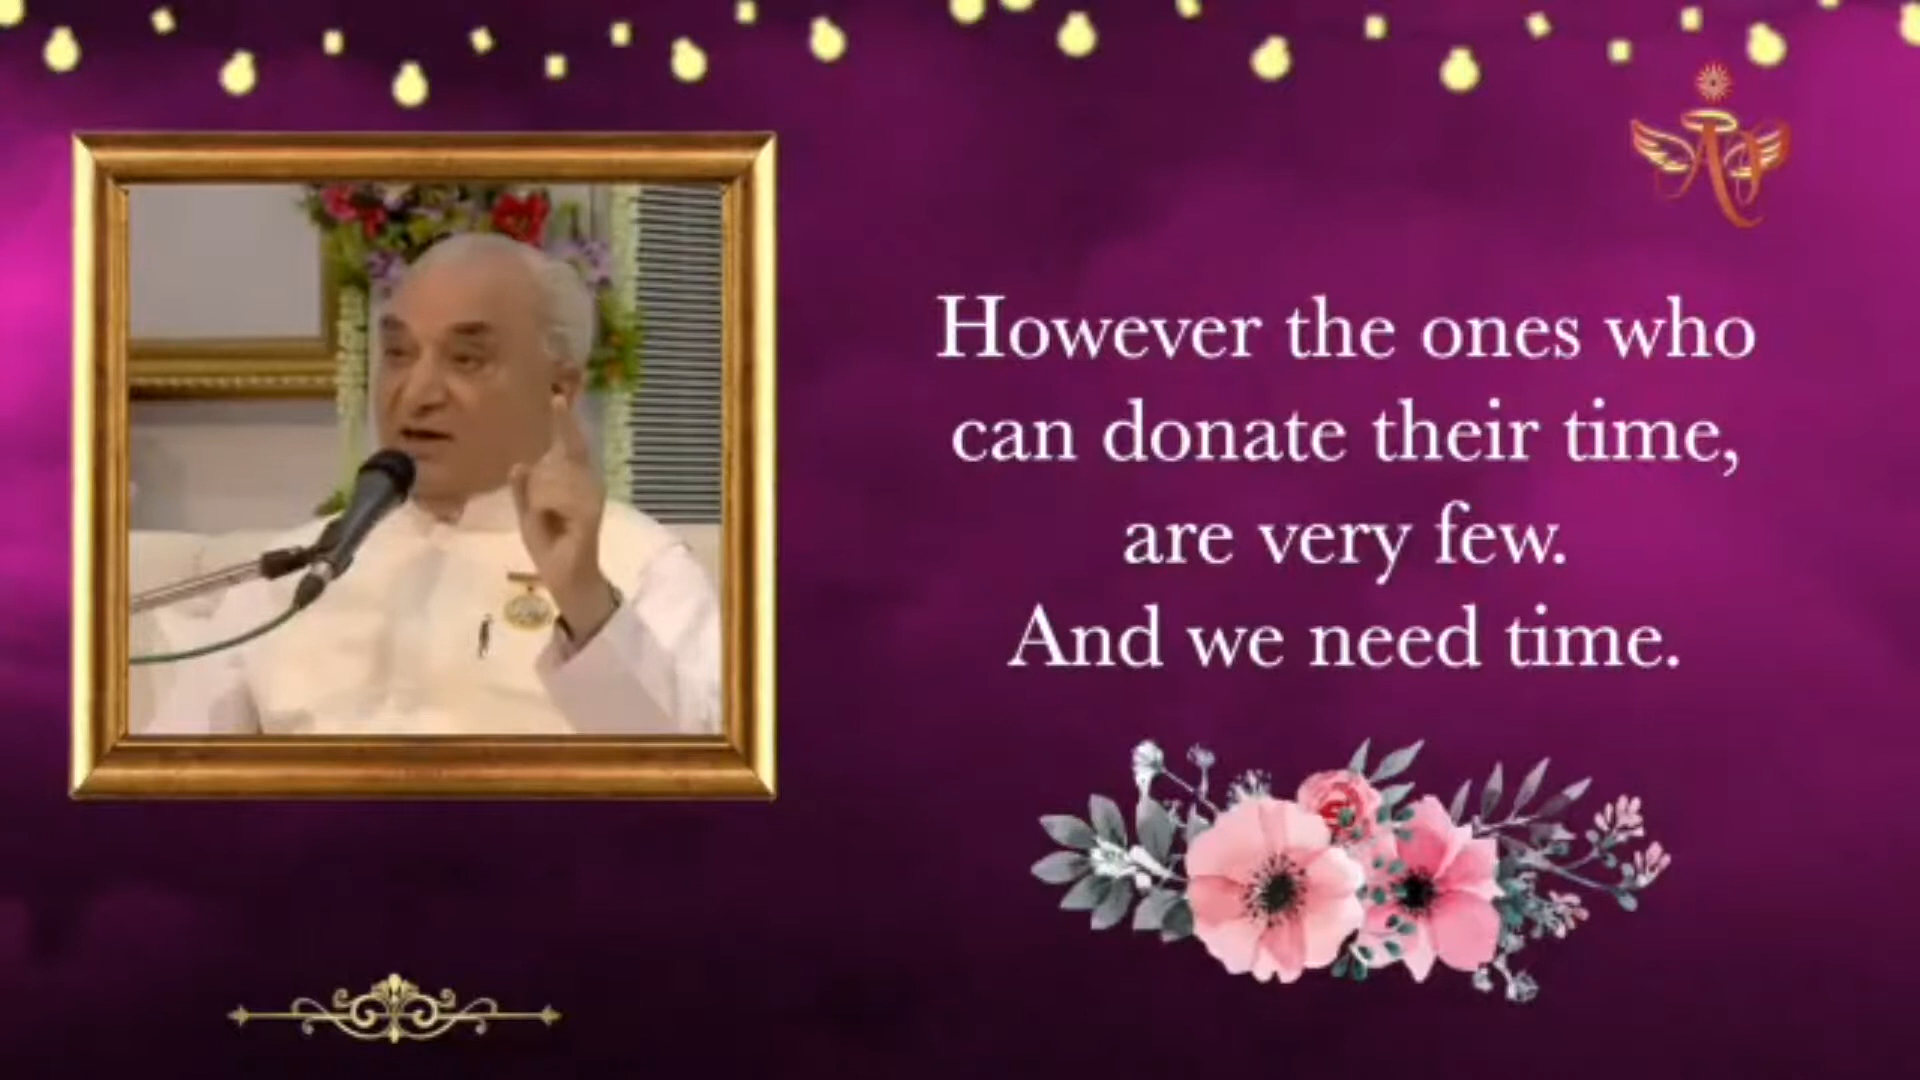 However the ones who
can donate their time,
are very few.
And we need time.